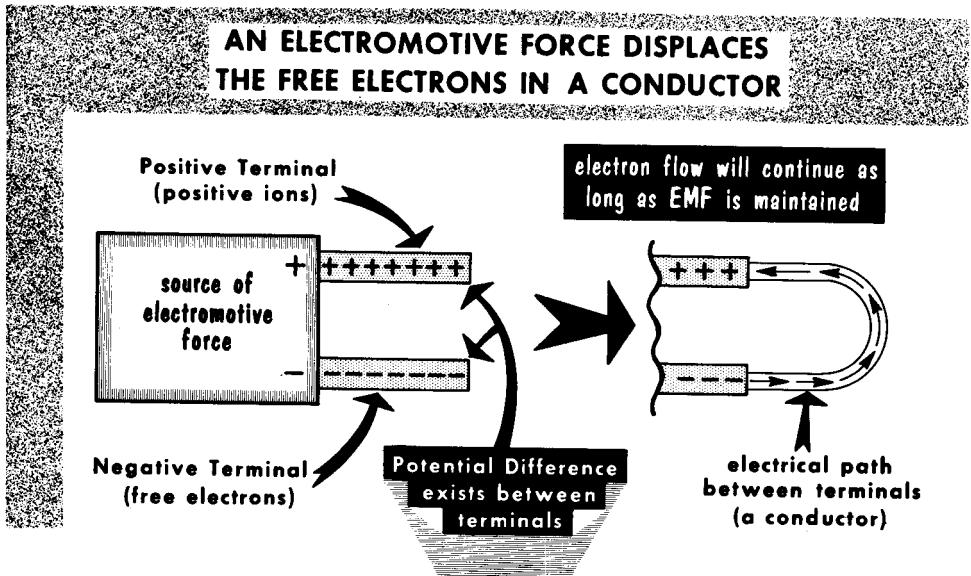 AN ELECTROMOTIVE FORCE DISPLACES
THE FREE ELECTRONS IN A CONDUCTOR
Positive Terminal
(positive ions)
electron flow will continue as
long as EMF is maintained
+ +++++++
+++
source of
electromotive
force
- -------
---
Negative Terminal
(free electrons)
Potential Difference
exists between
terminals
electrical path
between terminals
(a conductor)